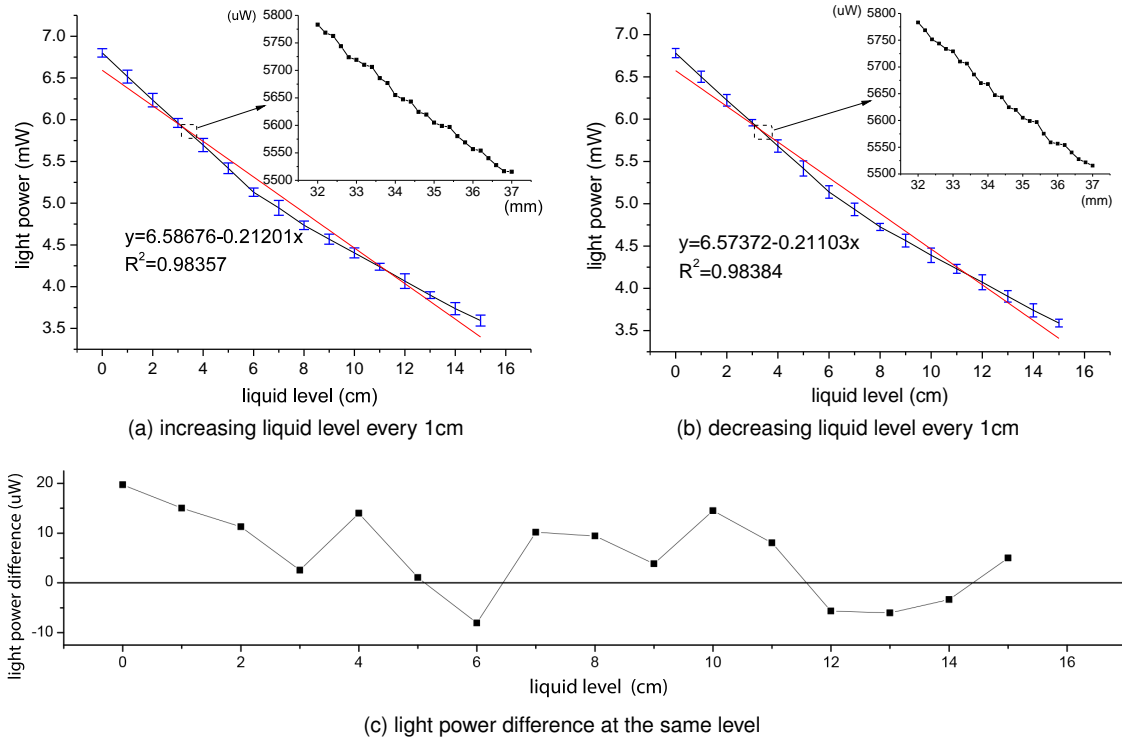 (uW)
5800
5750
5700
5650
5600
5550
5500
32 33 34 35 36 37
(mm)
7.0
6.5
6.0
5.5
5.0
4.5
4.0
3.5
light power (mW)
y=6.58676-0.21201x
R²=0.98357
0 2 4 6 8 10 12 14 16
liquid level (cm)
(a) increasing liquid level every 1cm
(uW)
5800
5750
5700
5650
5600
5550
5500
32 33 34 35 36 37
(mm)
7.0
6.5
6.0
5.5
5.0
4.5
4.0
3.5
light power (mW)
y=6.57372-0.21103x
R²=0.98384
0 2 4 6 8 10 12 14 16
liquid level (cm)
(b) decreasing liquid level every 1cm
light power difference (uW)
20
10
0
-10
0 2 4 6 8 10 12 14 16
liquid level (cm)
(c) light power difference at the same level